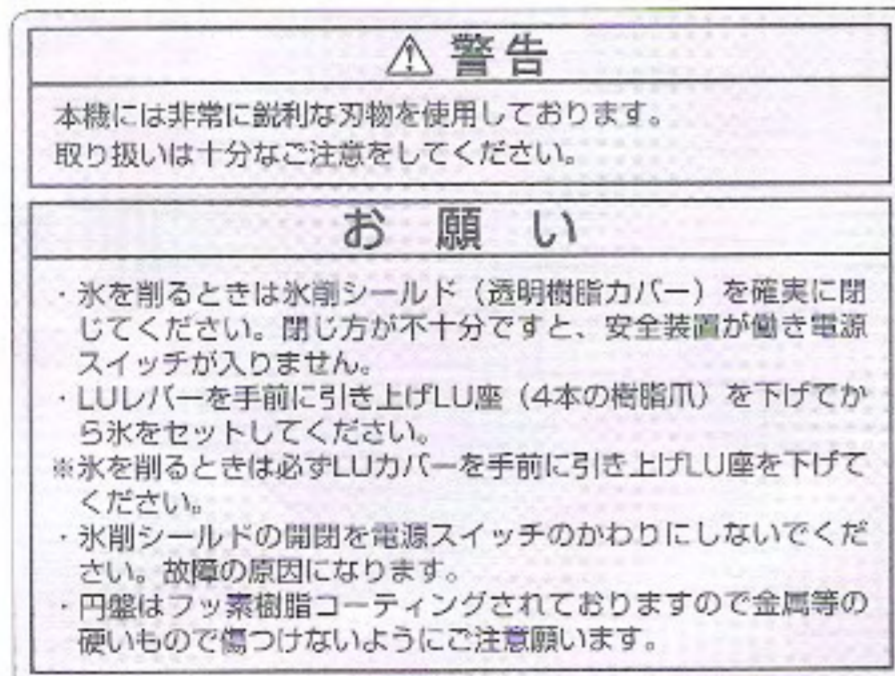 ⚠ 警告
本機には非常に鋭利な刃物を使用しております。
取り扱いは十分なご注意をしてください。
お願い
・氷を削るときは氷削シールド（透明樹脂カバー）を確実に閉
じてください。閉じ方が不十分ですと、安全装置が働き電源
スイッチが入りません。
・LUレバーを手前に引き上げLU座（4本の樹脂爪）を下げてか
ら氷をセットしてください。
※氷を削るときは必ずLUカバーを手前に引き上げLU座を下げて
ください。
・氷削シールドの開閉を電源スイッチのかわりにしないでくだ
さい。故障の原因になります。
・円盤はフッ素樹脂コーティングされておりますので金属等の
硬いもので傷つけないようにご注意願います。